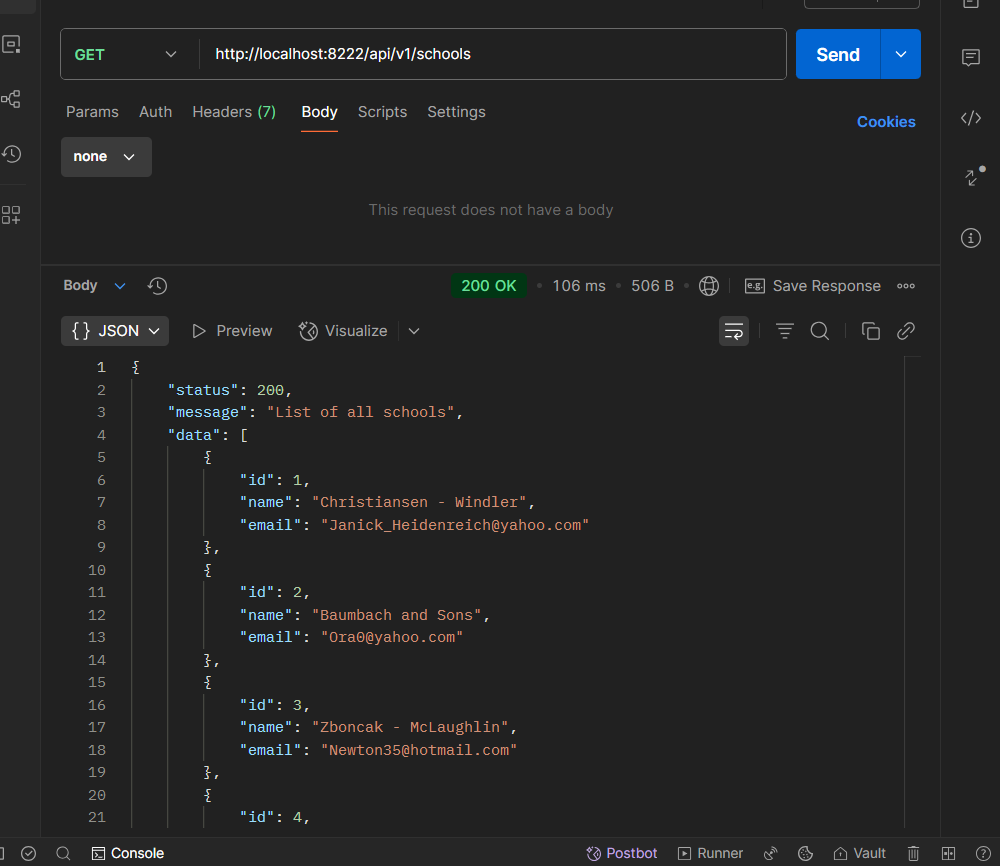 GET http://localhost:8222/api/v1/schools Send
Params Auth Headers (7) Body Scripts Settings
Cookies
none
This request does not have a body
Body 200 OK • 106 ms • 506 B • e.g. Save Response
{ } JSON Preview Visualize
1 {
2 "status": 200,
3 "message": "List of all schools",
4 "data": [
5 {
6 "id": 1,
7 "name": "Christiansen - Windler",
8 "email": "Janick_Heidenreich@yahoo.com"
9 },
10 {
11 "id": 2,
12 "name": "Baumbach and Sons",
13 "email": "Ora0@yahoo.com"
14 },
15 {
16 "id": 3,
17 "name": "Zboncak - McLaughlin",
18 "email": "Newton35@hotmail.com"
19 },
20 {
21 "id": 4,
Console Postbot Runner Vault